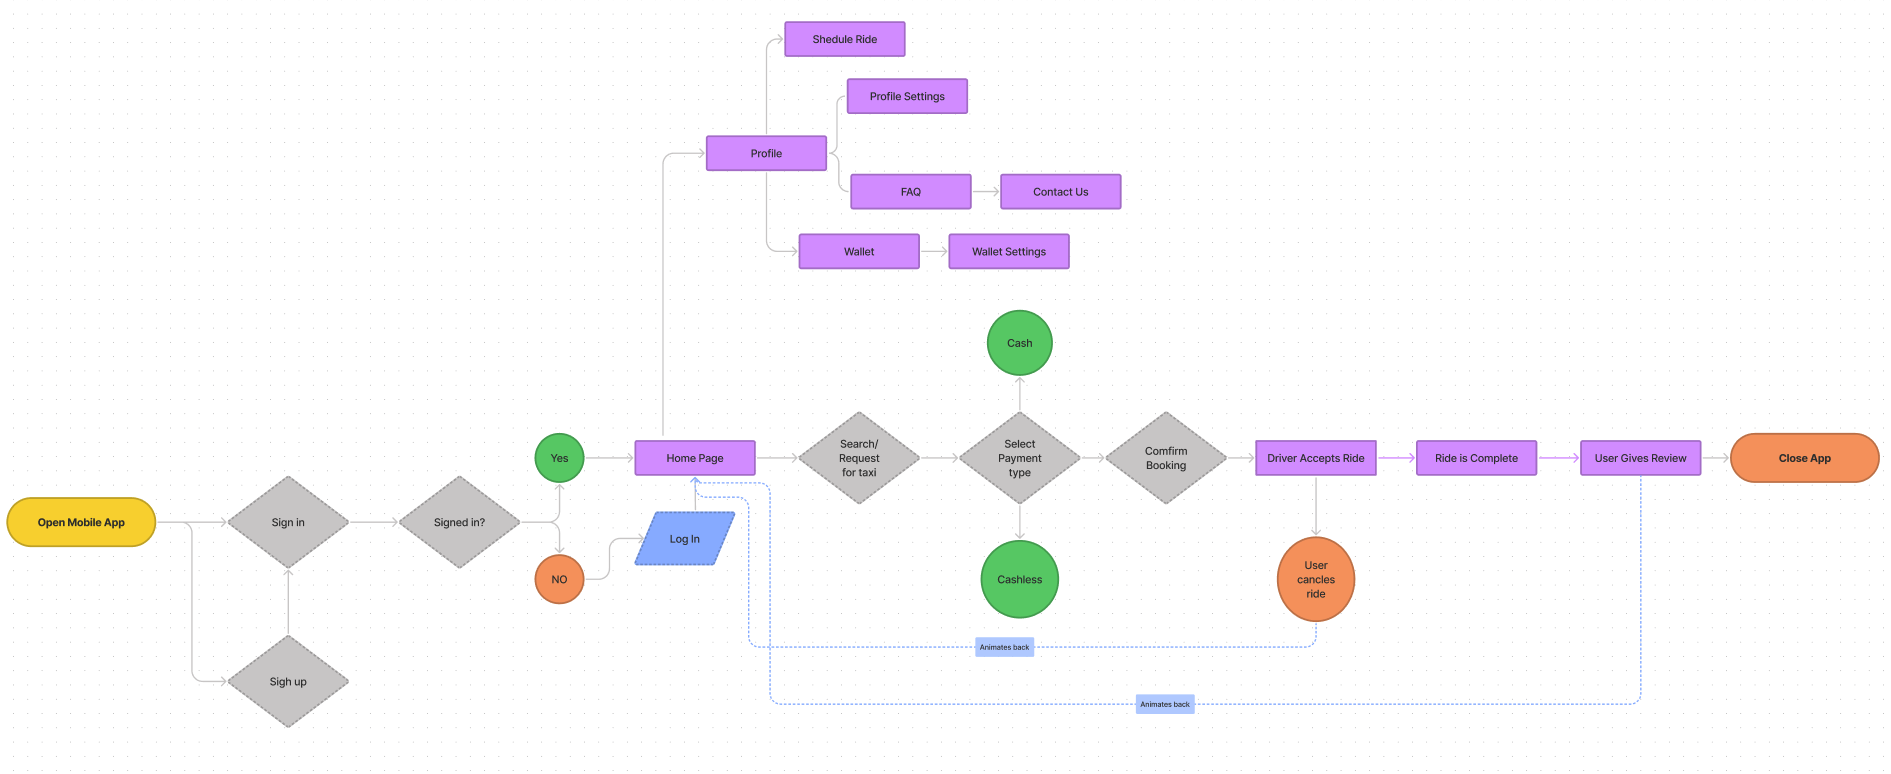 Shedule Ride
Profile Settings
Profile
FAQ
Contact Us
Wallet
Wallet Settings
Cash
Yes
Home Page
Search/
Request
for taxi
Select
Payment
type
Comfirm
Booking
Driver Accepts Ride
Ride is Complete
User Gives Review
Close App
Open Mobile App
Sign in
Signed in?
Log In
NO
Cashless
User
cancles
ride
Animates back
Sigh up
Animates back